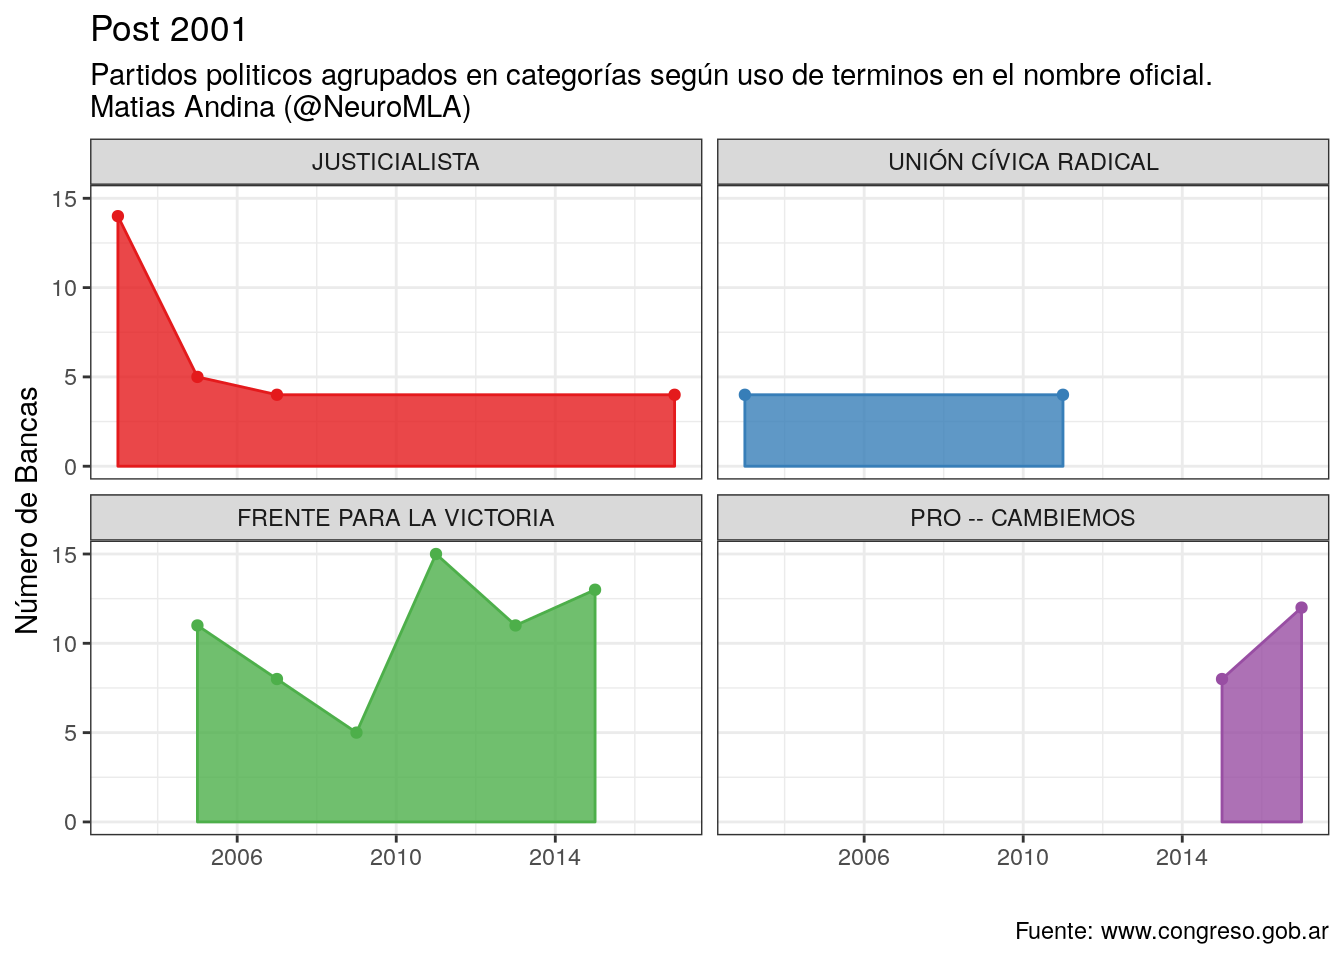 Post 2001
Partidos politicos agrupados en categorías según uso de terminos en el nombre oficial.
Matias Andina (@NeuroMLA)
JUSTICIALISTA
UNIÓN CÍVICA RADICAL
15
10
5
0
Número de Bancas
FRENTE PARA LA VICTORIA
PRO -- CAMBIEMOS
15
10
5
0
2006 2010 2014
2006 2010 2014
Fuente: www.congreso.gob.ar